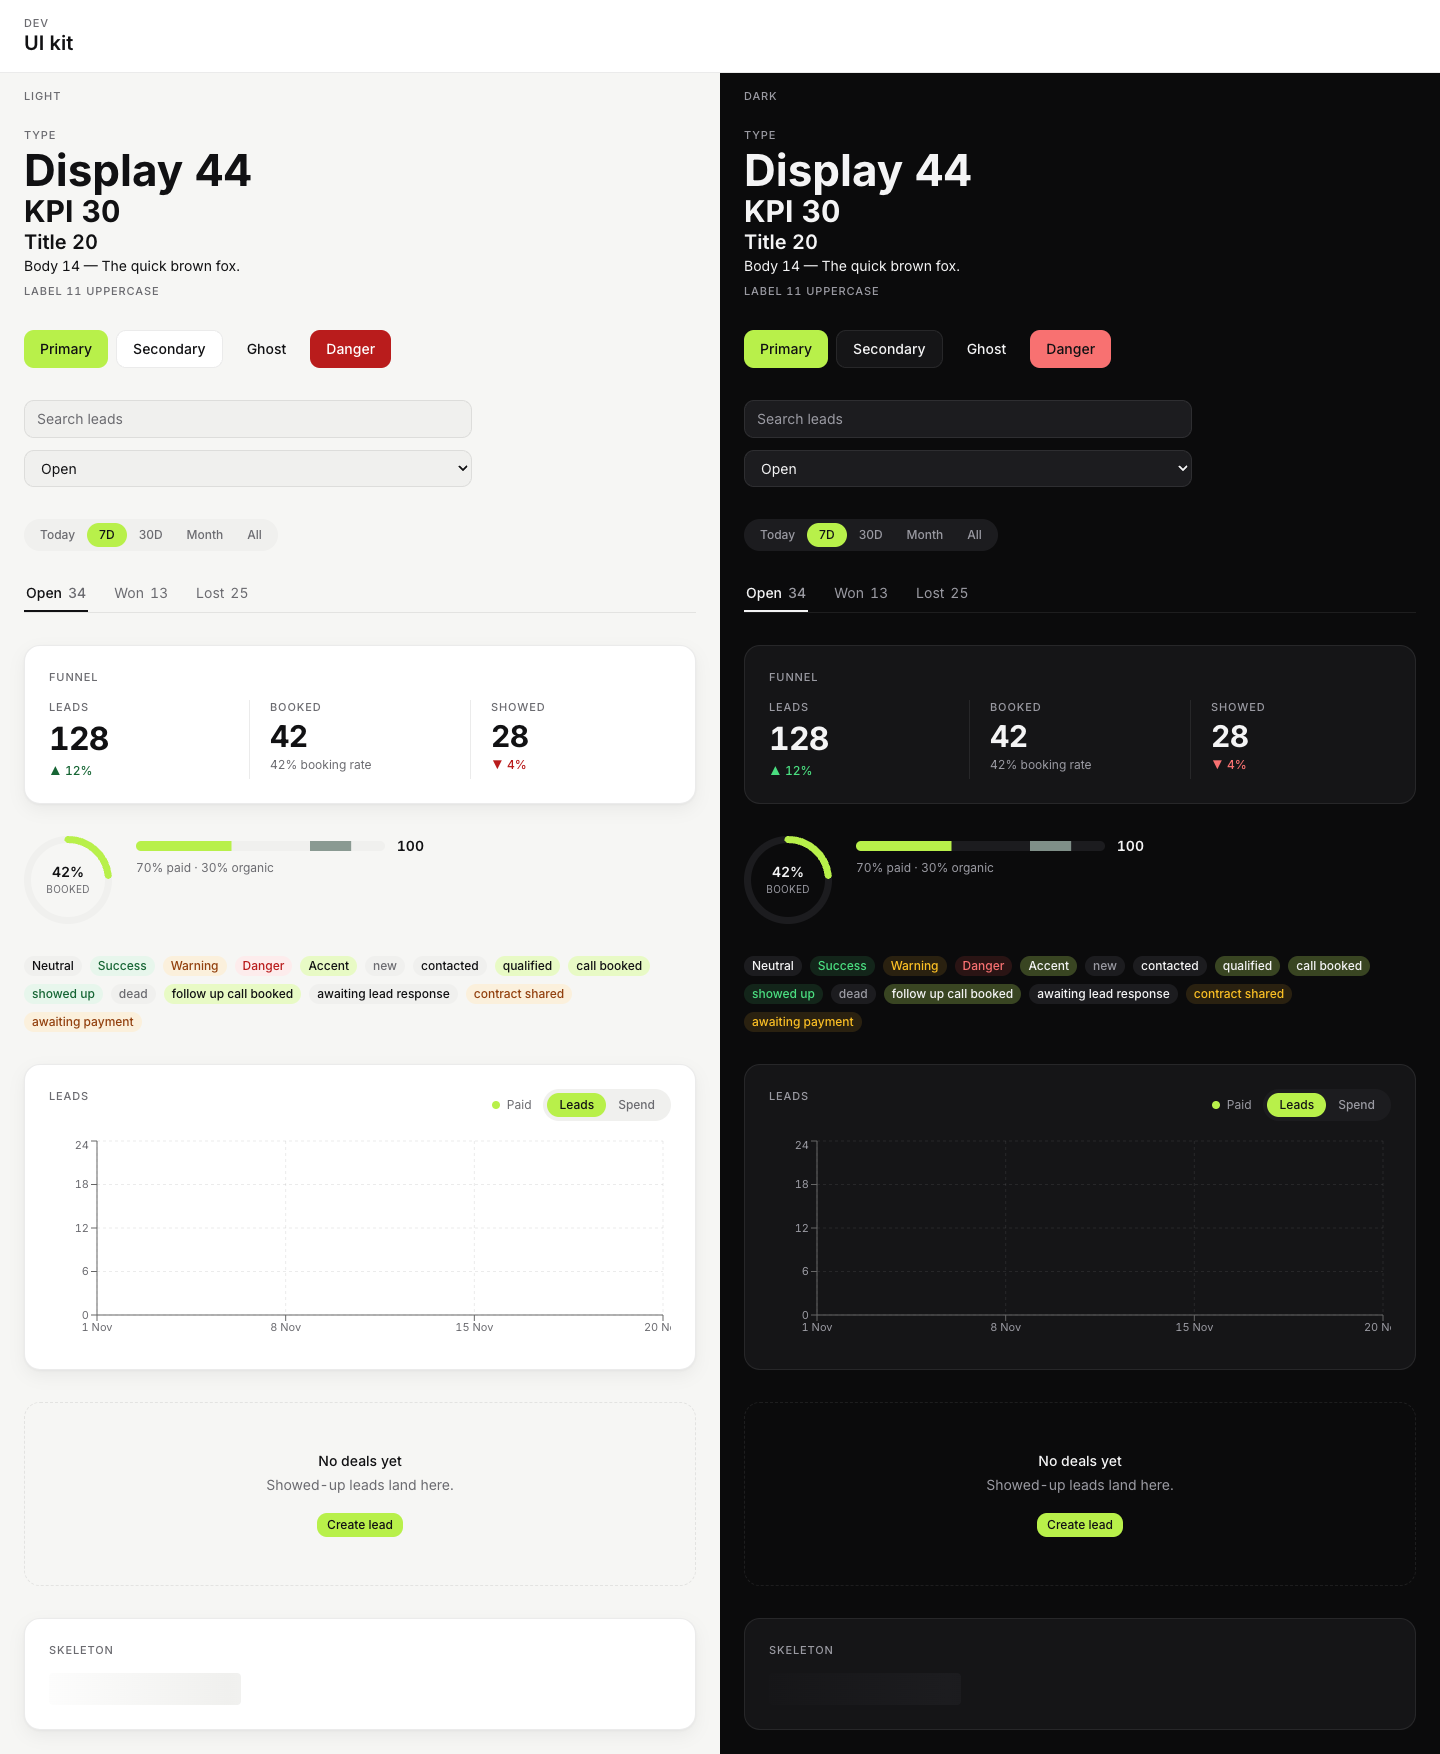 DEV
UI kit
LIGHT
TYPE
Display 44
KPI 30
Title 20
Body 14 — The quick brown fox.
LABEL 11 UPPERCASE
Primary Secondary Ghost Danger
Search leads
Open
Today 7D 30D Month All
Open 34 Won 13 Lost 25
FUNNEL
LEADS BOOKED SHOWED
128 42 28
▲ 12% 42% booking rate ▼ 4%
42%
BOOKED
100
70% paid · 30% organic
Neutral Success Warning Danger Accent new contacted qualified call booked
showed up dead follow up call booked awaiting lead response contract shared
awaiting payment
LEADS
Paid Leads Spend
24
18
12
6
0
1 Nov 8 Nov 15 Nov 20
No deals yet
Showed-up leads land here.
Create lead
SKELETON
DARK
TYPE
Display 44
KPI 30
Title 20
Body 14 — The quick brown fox.
LABEL 11 UPPERCASE
Primary Secondary Ghost Danger
Search leads
Open
Today 7D 30D Month All
Open 34 Won 13 Lost 25
FUNNEL
LEADS BOOKED SHOWED
128 42 28
▲ 12% 42% booking rate ▼ 4%
42%
BOOKED
100
70% paid · 30% organic
Neutral Success Warning Danger Accent new contacted qualified call booked
showed up dead follow up call booked awaiting lead response contract shared
awaiting payment
LEADS
Paid Leads Spend
24
18
12
6
0
1 Nov 8 Nov 15 Nov 20
No deals yet
Showed-up leads land here.
Create lead
SKELETON